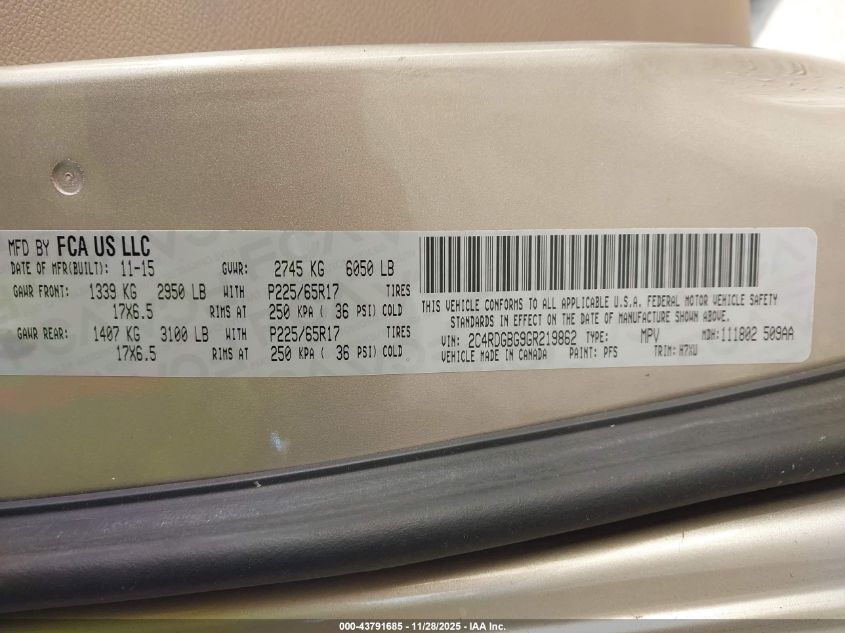 MFD BY FCA US LLC
DATE OF MFR(BUILT): 11-15 GVWR: 2745 KG 6050 LB
GAWR FRONT: 1339 KG 2950 LB WITH P225/65R17 TIRES
17X6.5 RIMS AT 250 KPA ( 36 PSI) COLD
GAWR REAR: 1407 KG 3100 LB WITH P225/65R17 TIRES
17X6.5 RIMS AT 250 KPA ( 36 PSI) COLD
THIS VEHICLE CONFORMS TO ALL APPLICABLE U.S.A. FEDERAL MOTOR VEHICLE SAFETY
STANDARDS IN EFFECT ON THE DATE OF MANUFACTURE SHOWN ABOVE.
VIN: 2C4RDGBG9GR219862 TYPE: MPV MDH: 111802 509AA
VEHICLE MADE IN CANADA PAINT: PFS TRIM: H7XU
000-43791685 - 11/28/2025 - IAA Inc.